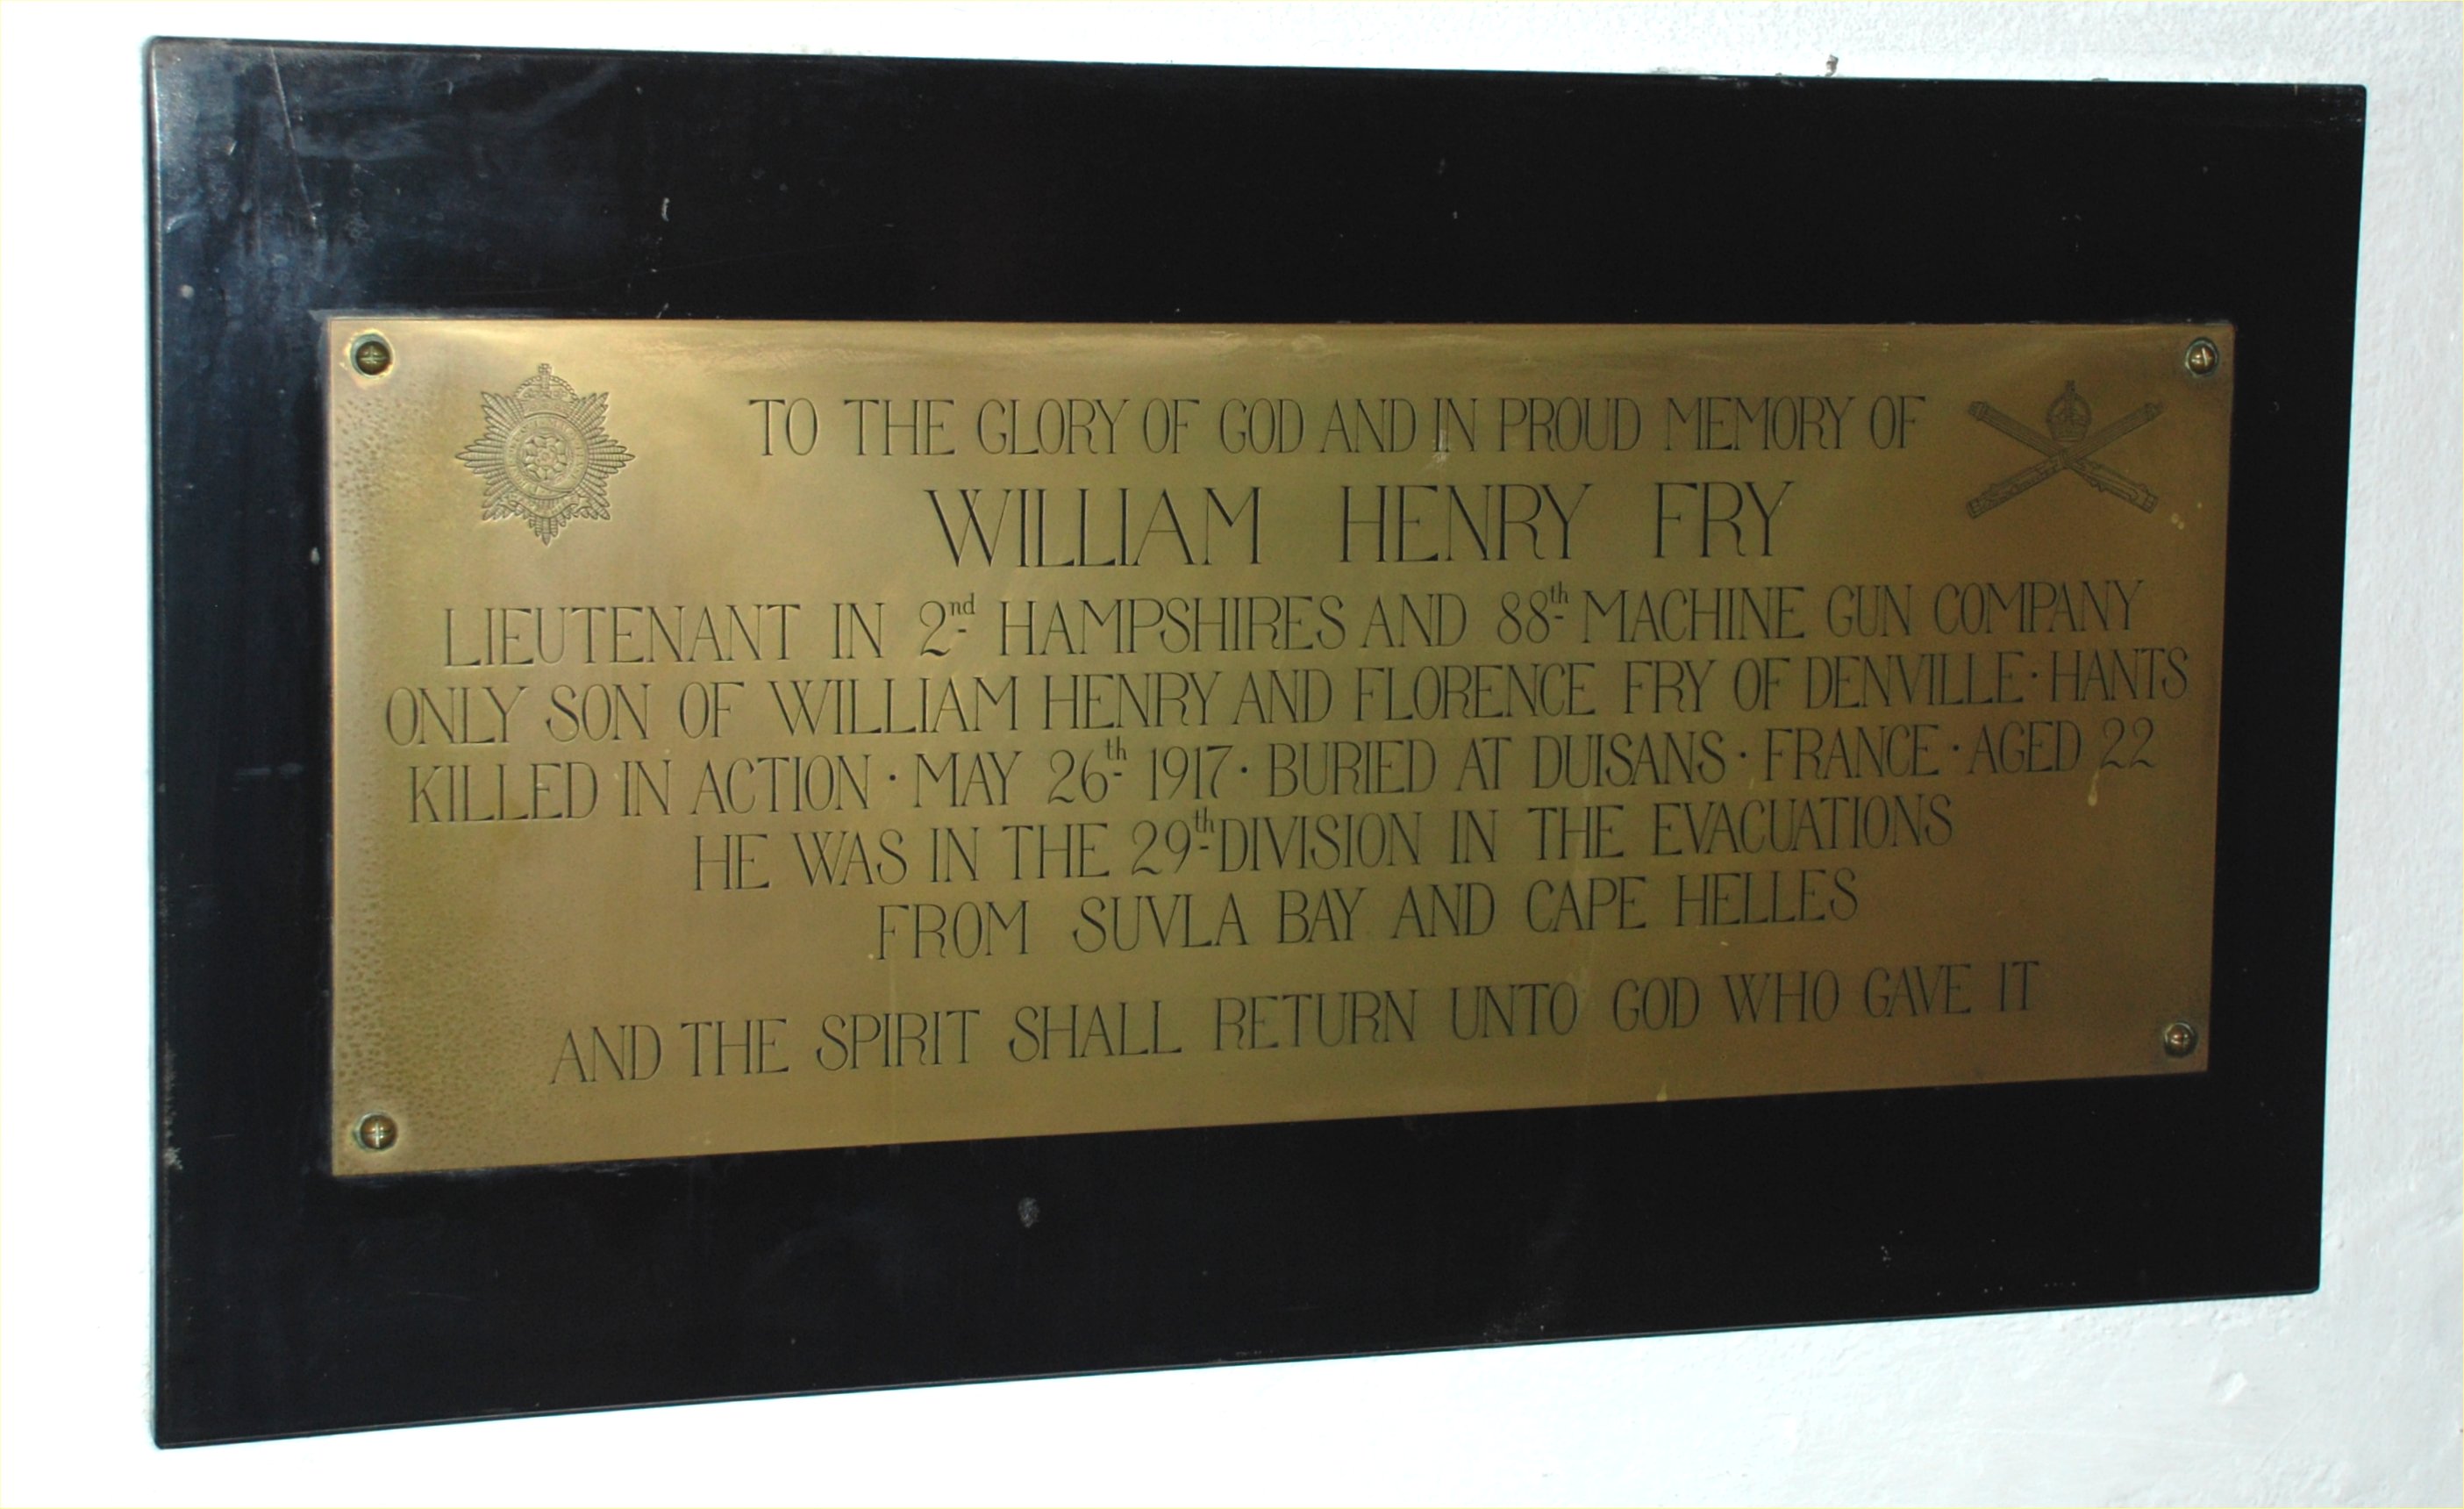 TO THE GLORY OF GOD AND IN PROUD MEMORY OF
WILLIAM HENRY FRY
LIEUTENANT IN 2nd HAMPSHIRES AND 88th MACHINE GUN COMPANY
ONLY SON OF WILLIAM HENRY AND FLORENCE FRY OF DENVILLE · HANTS
KILLED IN ACTION · MAY 26th 1917 · BURIED AT DUISANS · FRANCE · AGED 22
HE WAS IN THE 29th DIVISION IN THE EVACUATIONS
FROM SUVLA BAY AND CAPE HELLES
AND THE SPIRIT SHALL RETURN UNTO GOD WHO GAVE IT